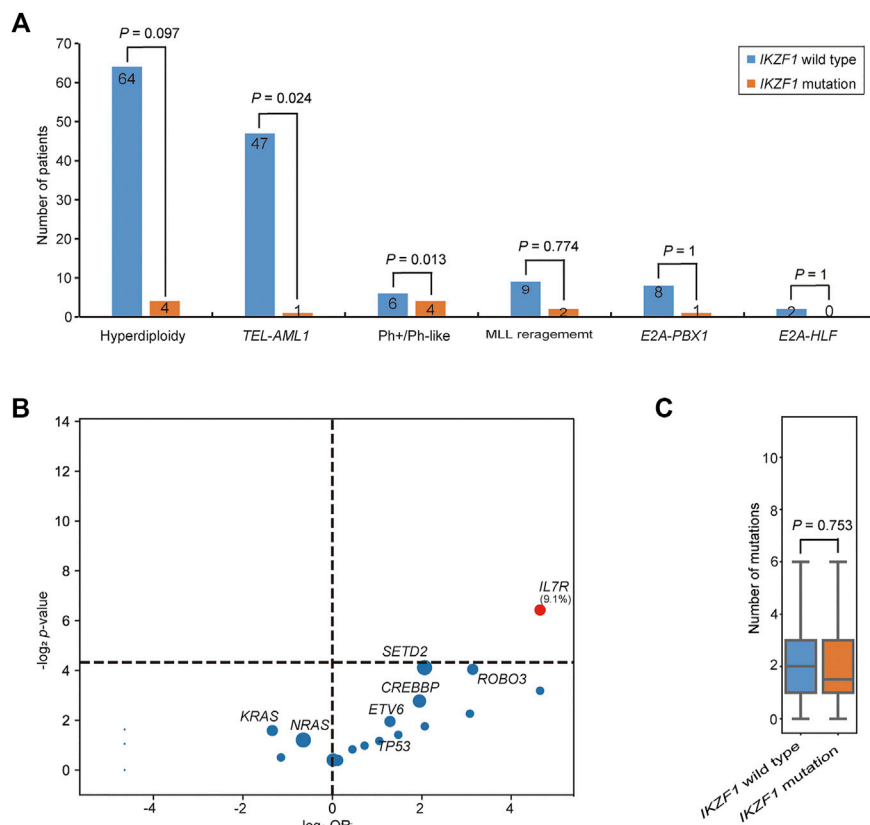 A
P = 0.097
IKZF1 wild type
IKZF1 mutation
P = 0.024
P = 0.013
P = 0.774
P = 1
P = 1
Number of patients
70
60
50
40
30
20
10
0
64
4
47
1
6
4
9
2
8
1
2
0
Hyperdiploidy
TEL-AML1
Ph+/Ph-like
MLL reragememt
E2A-PBX1
E2A-HLF
B
-log₂ p-value
14
12
10
8
6
4
2
0
IL7R
(9.1%)
SETD2
ROBO3
CREBBP
ETV6
KRAS
NRAS
TP53
-4
-2
0
2
4
C
Number of mutations
10
8
6
4
2
0
P = 0.753
IKZF1 wild type
IKZF1 mutation